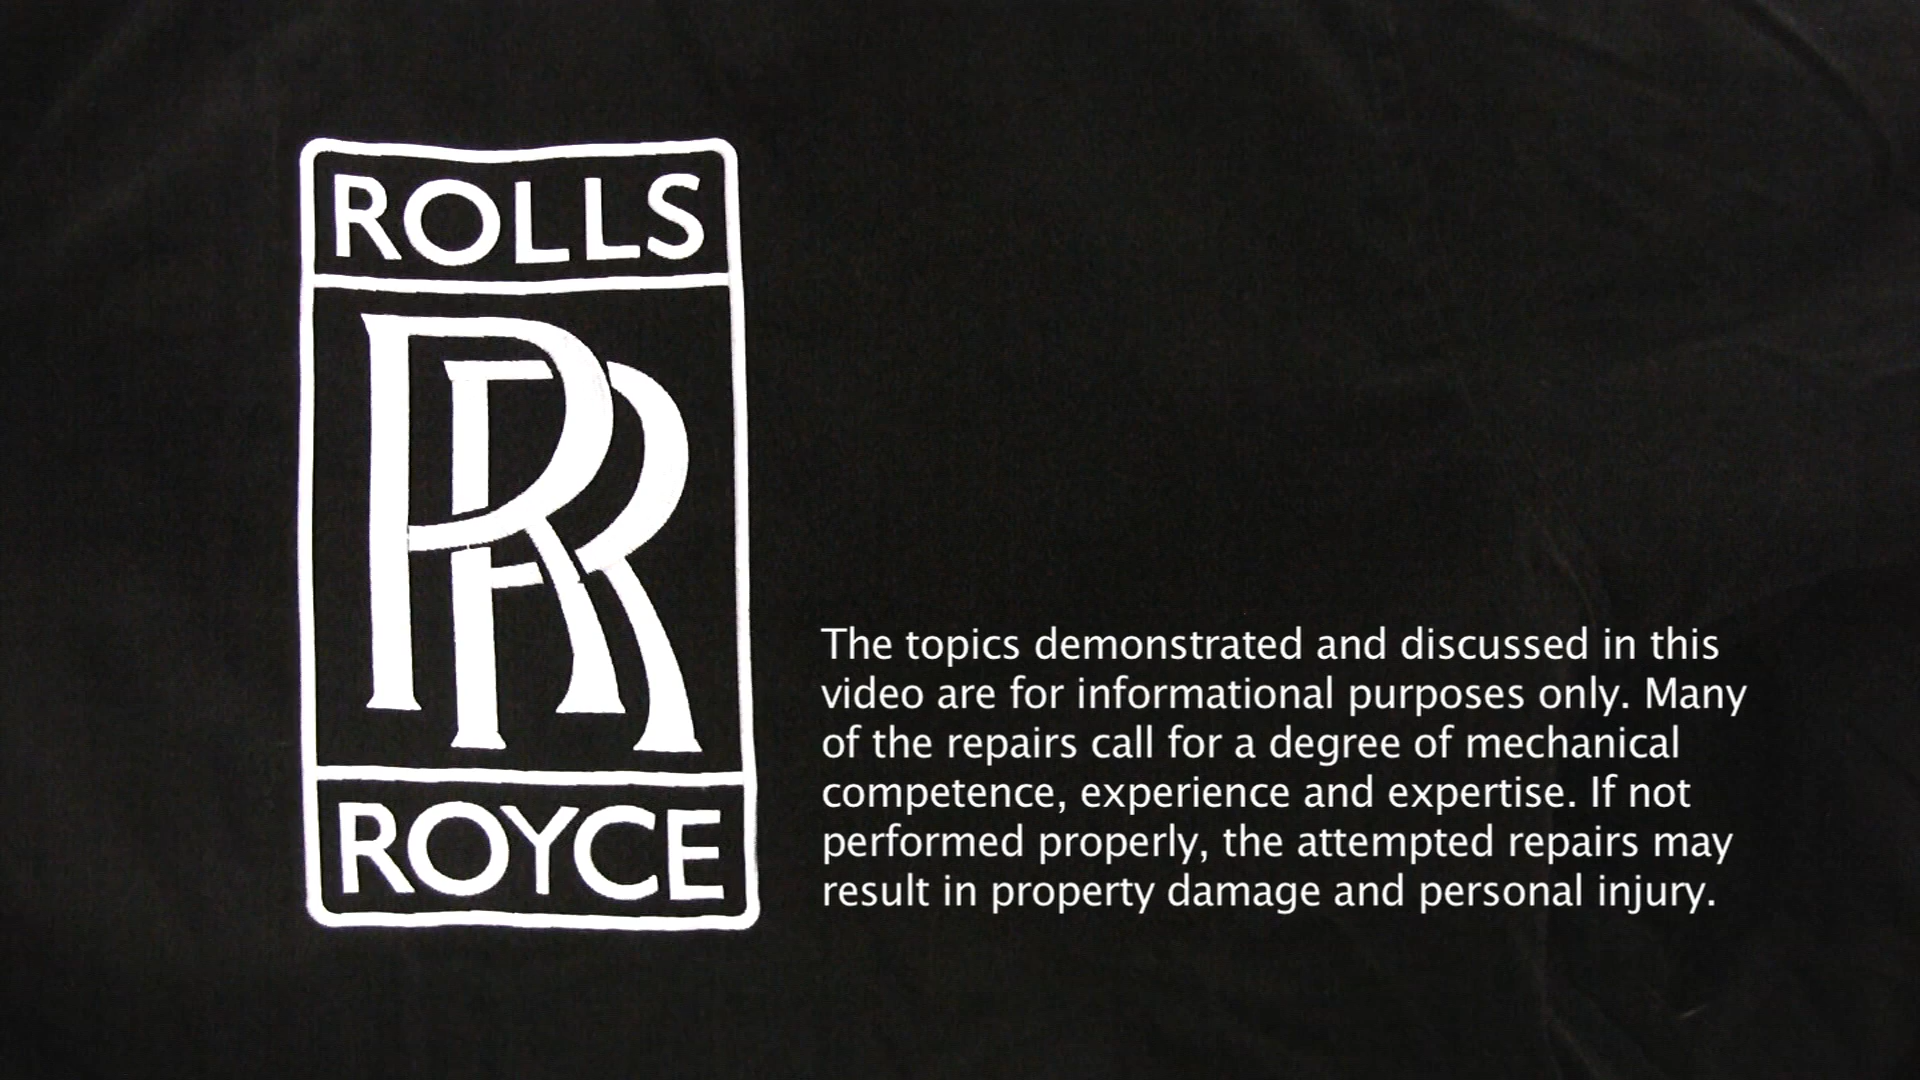 ROLLS
RR
ROYCE
The topics demonstrated and discussed in this
video are for informational purposes only. Many
of the repairs call for a degree of mechanical
competence, experience and expertise. If not
performed properly, the attempted repairs may
result in property damage and personal injury.